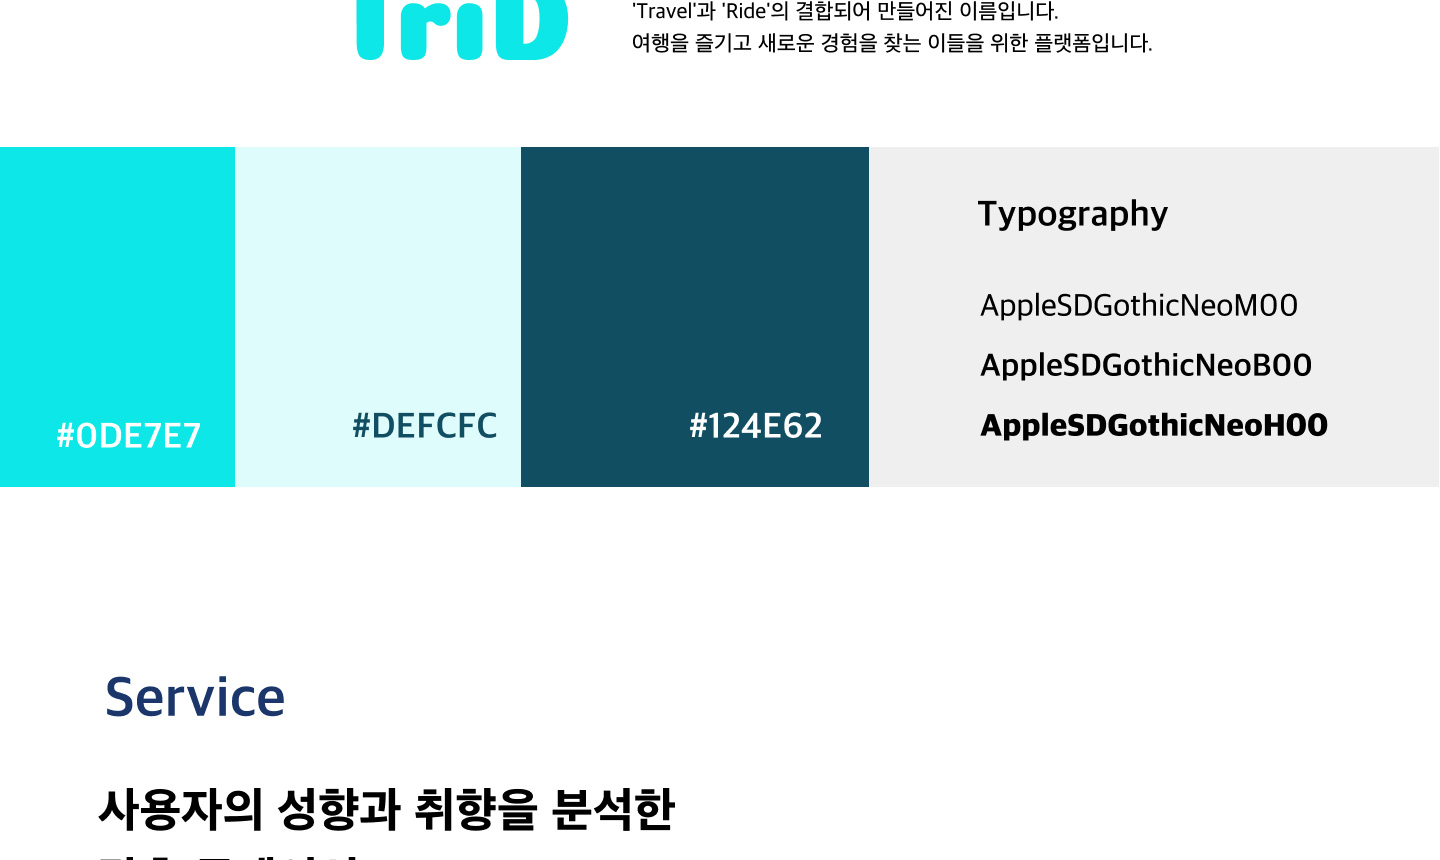 TriD
'Travel'과 'Ride'의 결합되어 만들어진 이름입니다.
여행을 즐기고 새로운 경험을 찾는 이들을 위한 플랫폼입니다.
#0DE7E7
#DEFCFC
#124E62
Typography
AppleSDGothicNeoM00
AppleSDGothicNeoB00
AppleSDGothicNeoH00
Service
사용자의 성향과 취향을 분석한